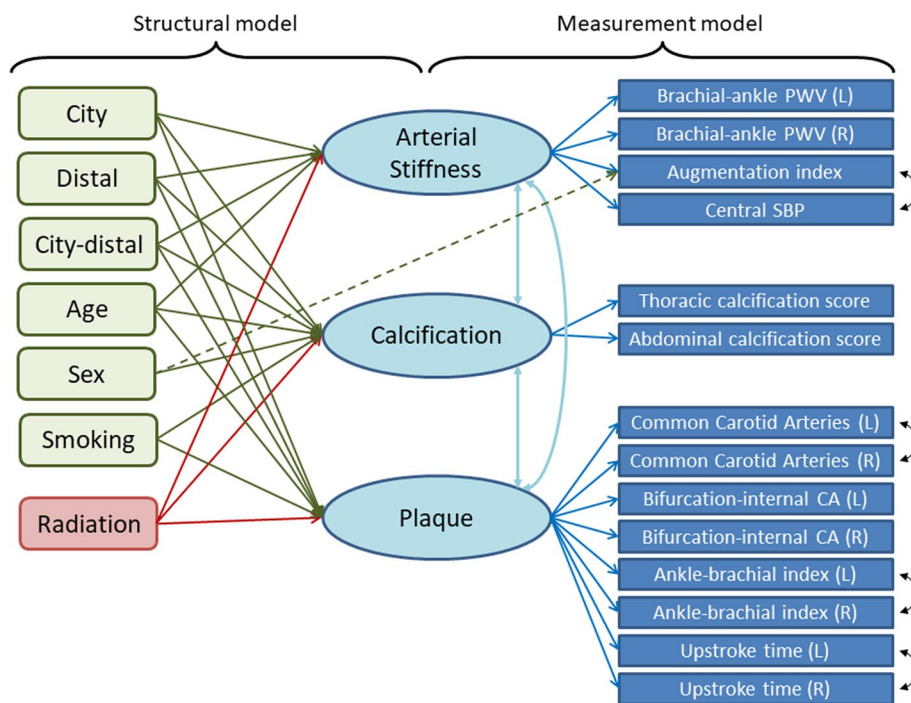 Structural model
Measurement model
City
Distal
City-distal
Age
Sex
Smoking
Radiation
Arterial
Stiffness
Calcification
Plaque
Brachial-ankle PWV (L)
Brachial-ankle PWV (R)
Augmentation index
Central SBP
Thoracic calcification score
Abdominal calcification score
Common Carotid Arteries (L)
Common Carotid Arteries (R)
Bifurcation-internal CA (L)
Bifurcation-internal CA (R)
Ankle-brachial index (L)
Ankle-brachial index (R)
Upstroke time (L)
Upstroke time (R)